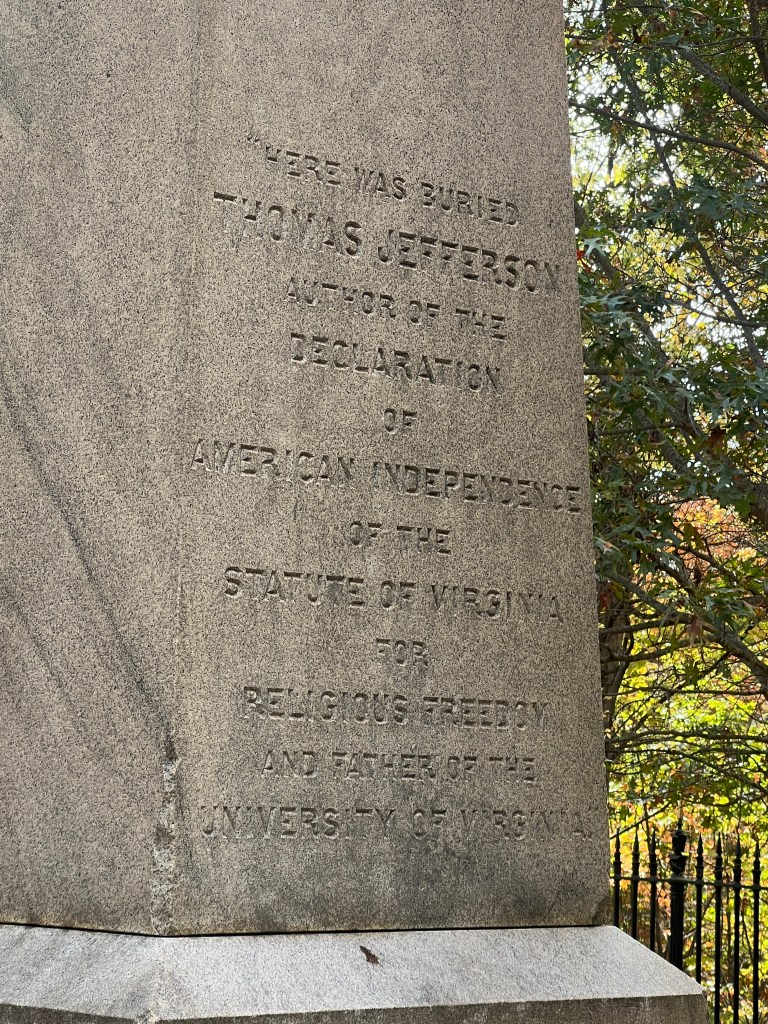 "HERE WAS BURIED
THOMAS JEFFERSON
AUTHOR OF THE
DECLARATION
OF
AMERICAN INDEPENDENCE
OF THE
STATUTE OF VIRGINIA
FOR
RELIGIOUS FREEDOM
AND FATHER OF THE
UNIVERSITY OF VIRGINIA."